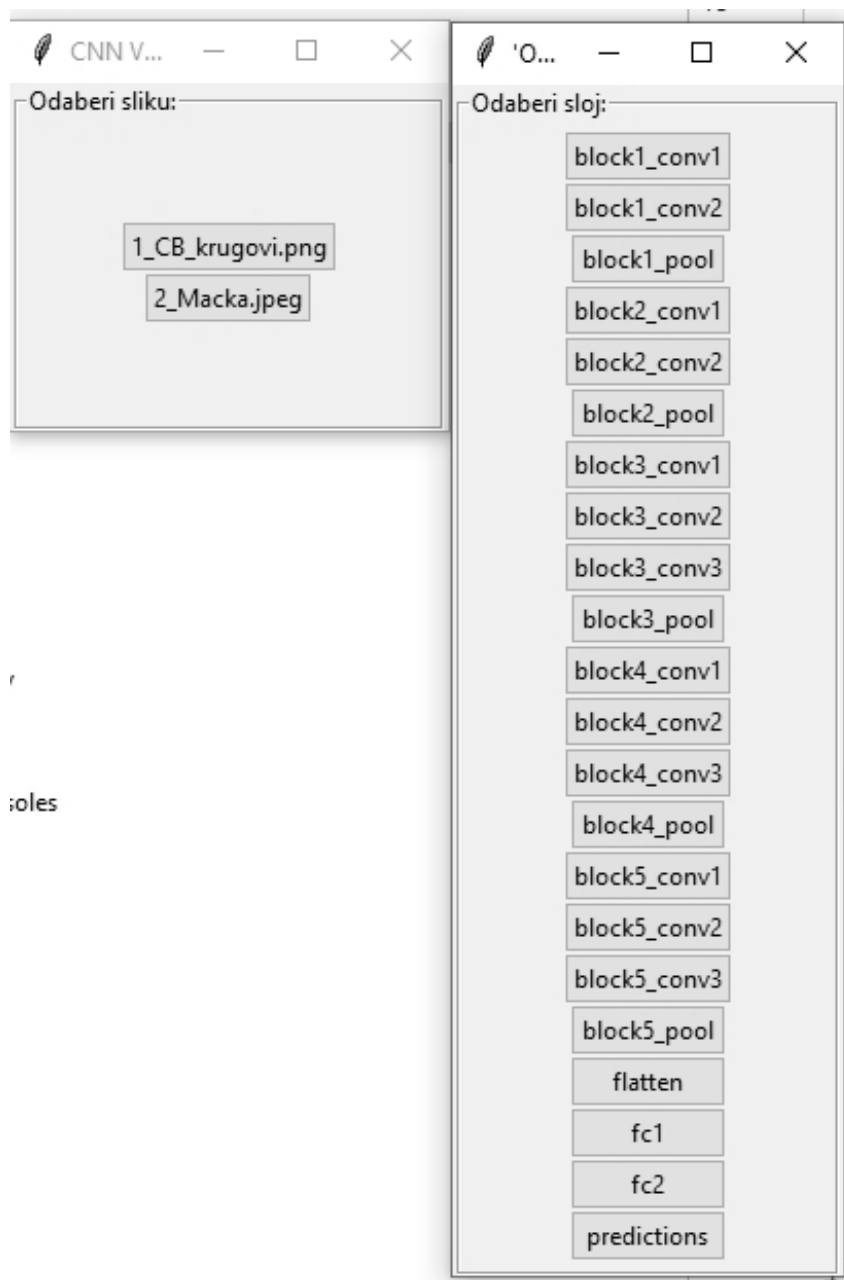 CNN V...
Odaberi sliku:
1_CB_krugovi.png
2_Macka.jpeg
soles
'O...
Odaberi sloj:
block1_conv1
block1_conv2
block1_pool
block2_conv1
block2_conv2
block2_pool
block3_conv1
block3_conv2
block3_conv3
block3_pool
block4_conv1
block4_conv2
block4_conv3
block4_pool
block5_conv1
block5_conv2
block5_conv3
block5_pool
flatten
fc1
fc2
predictions